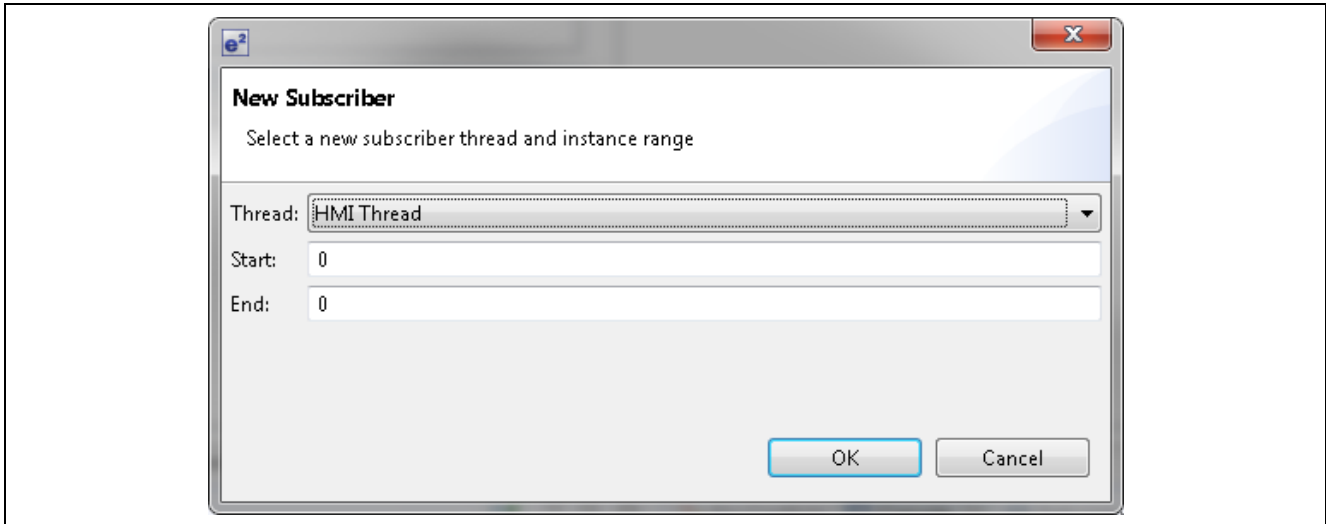 e²
New Subscriber
Select a new subscriber thread and instance range
Thread: HMI Thread
Start: 0
End: 0
OK Cancel